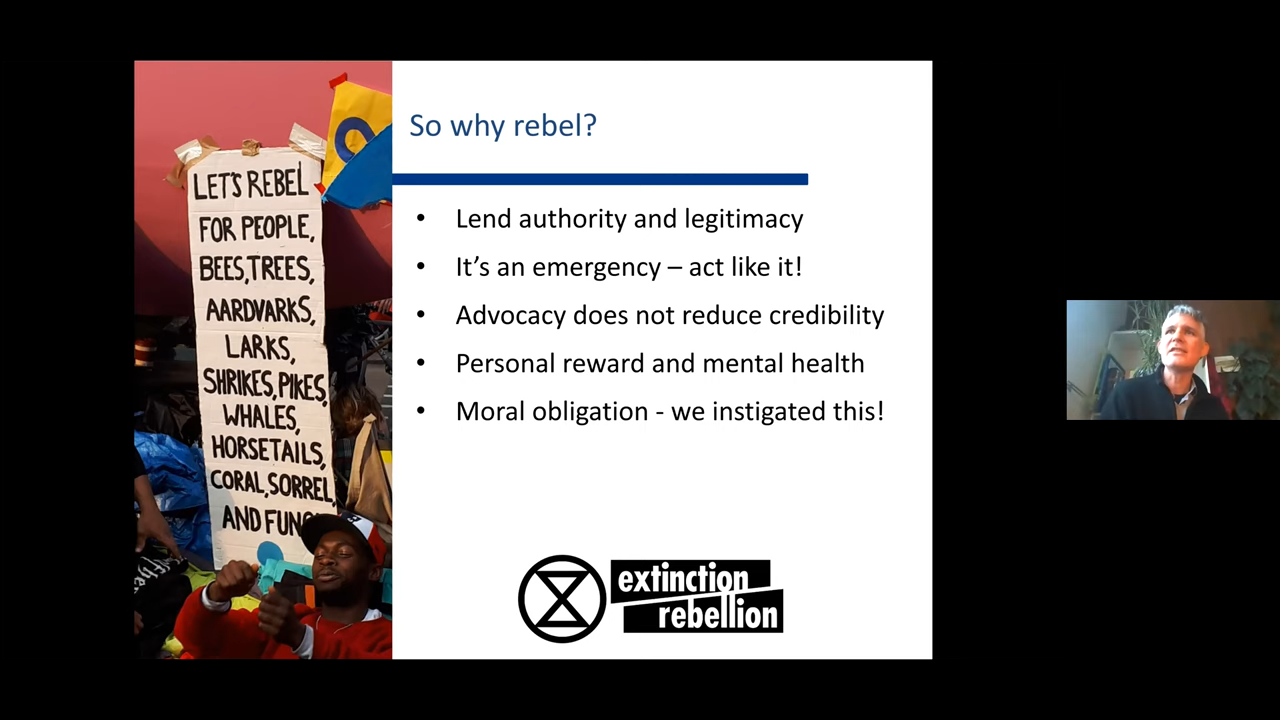 LET'S REBEL
FOR PEOPLE,
BEES, TREES,
AARDVARKS,
LARKS,
SHRIKES, PIKES,
WHALES,
HORSETAILS,
CORAL, SORREL,
AND
So why rebel?
• Lend authority and legitimacy
• It's an emergency – act like it!
• Advocacy does not reduce credibility
• Personal reward and mental health
• Moral obligation - we instigated this!
extinction
rebellion